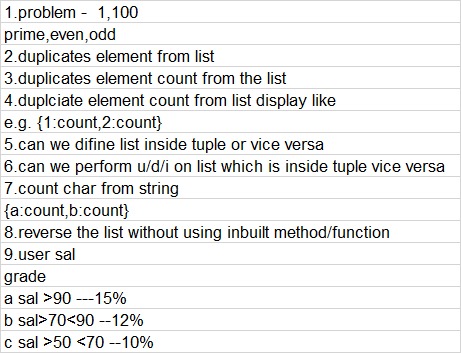 1.problem -  1,100
prime,even,odd
2.duplicates element from list
3.duplicates element count from the list
4.duplciate element count from list display like
e.g. {1:count,2:count}
5.can we difine list inside tuple or vice versa
6.can we perform u/d/i on list which is inside tuple vice versa
7.count char from string
{a:count,b:count}
8.reverse the list without using inbuilt method/function
9.user sal
grade
a sal >90 ---15%
b sal>70<90 --12%
c sal >50 <70 --10%